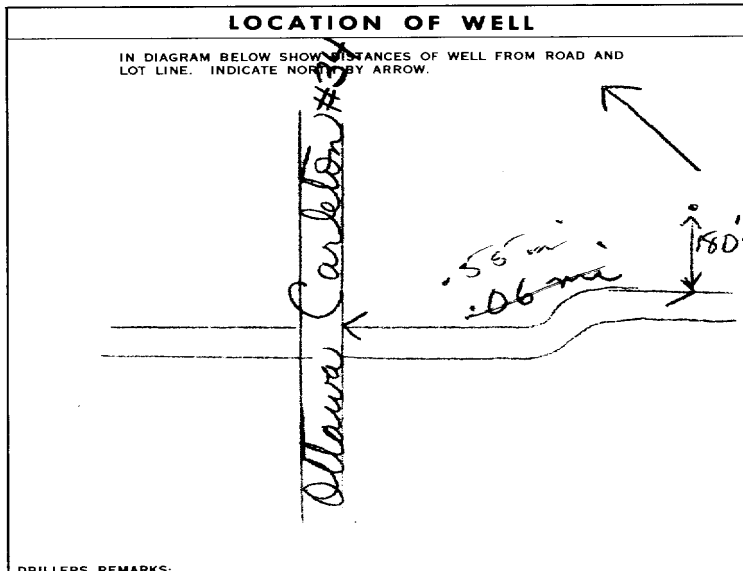 LOCATION OF WELL
IN DIAGRAM BELOW SHOW DISTANCES OF WELL FROM ROAD AND
LOT LINE. INDICATE NORTH BY ARROW.
Ottawa Carleton #34
.55 mi
.06 mi
180'
DRILLERS REMARKS: